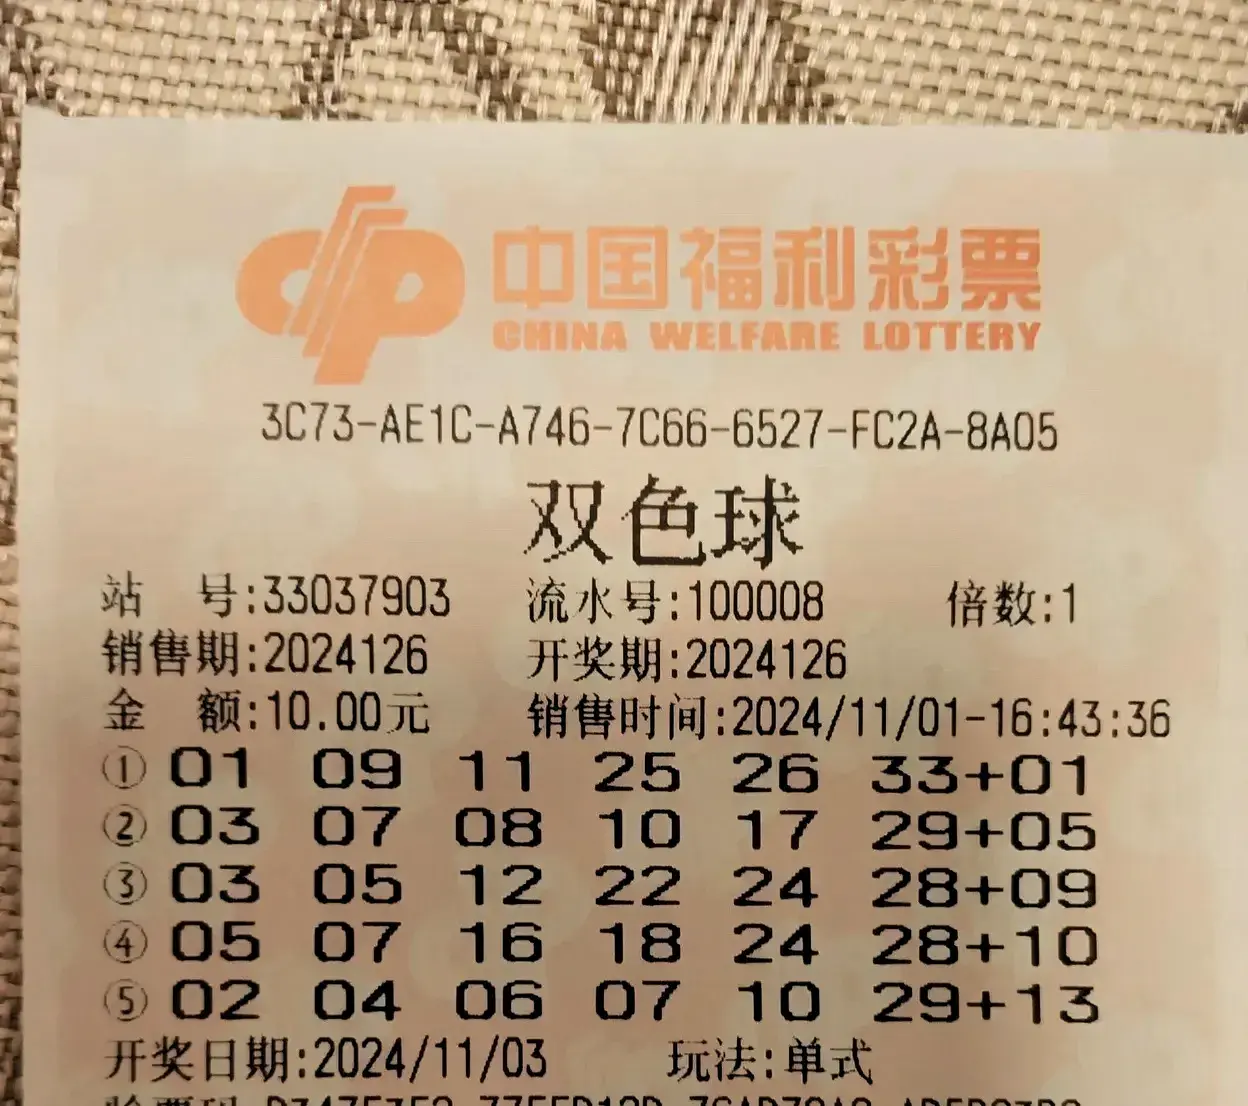 中国福利彩票
CHINA WELFARE LOTTERY
3C73-AE1C-A746-7C66-6527-FC2A-8A05
双色球
站 号:33037903 流水号:100008 倍数:1
销售期:2024126 开奖期:2024126
金 额:10.00元 销售时间:2024/11/01-16:43:36
① 01 09 11 25 26 33+01
② 03 07 08 10 17 29+05
③ 03 05 12 22 24 28+09
④ 05 07 16 18 24 28+10
⑤ 02 04 06 07 10 29+13
开奖日期:2024/11/03 玩法:单式